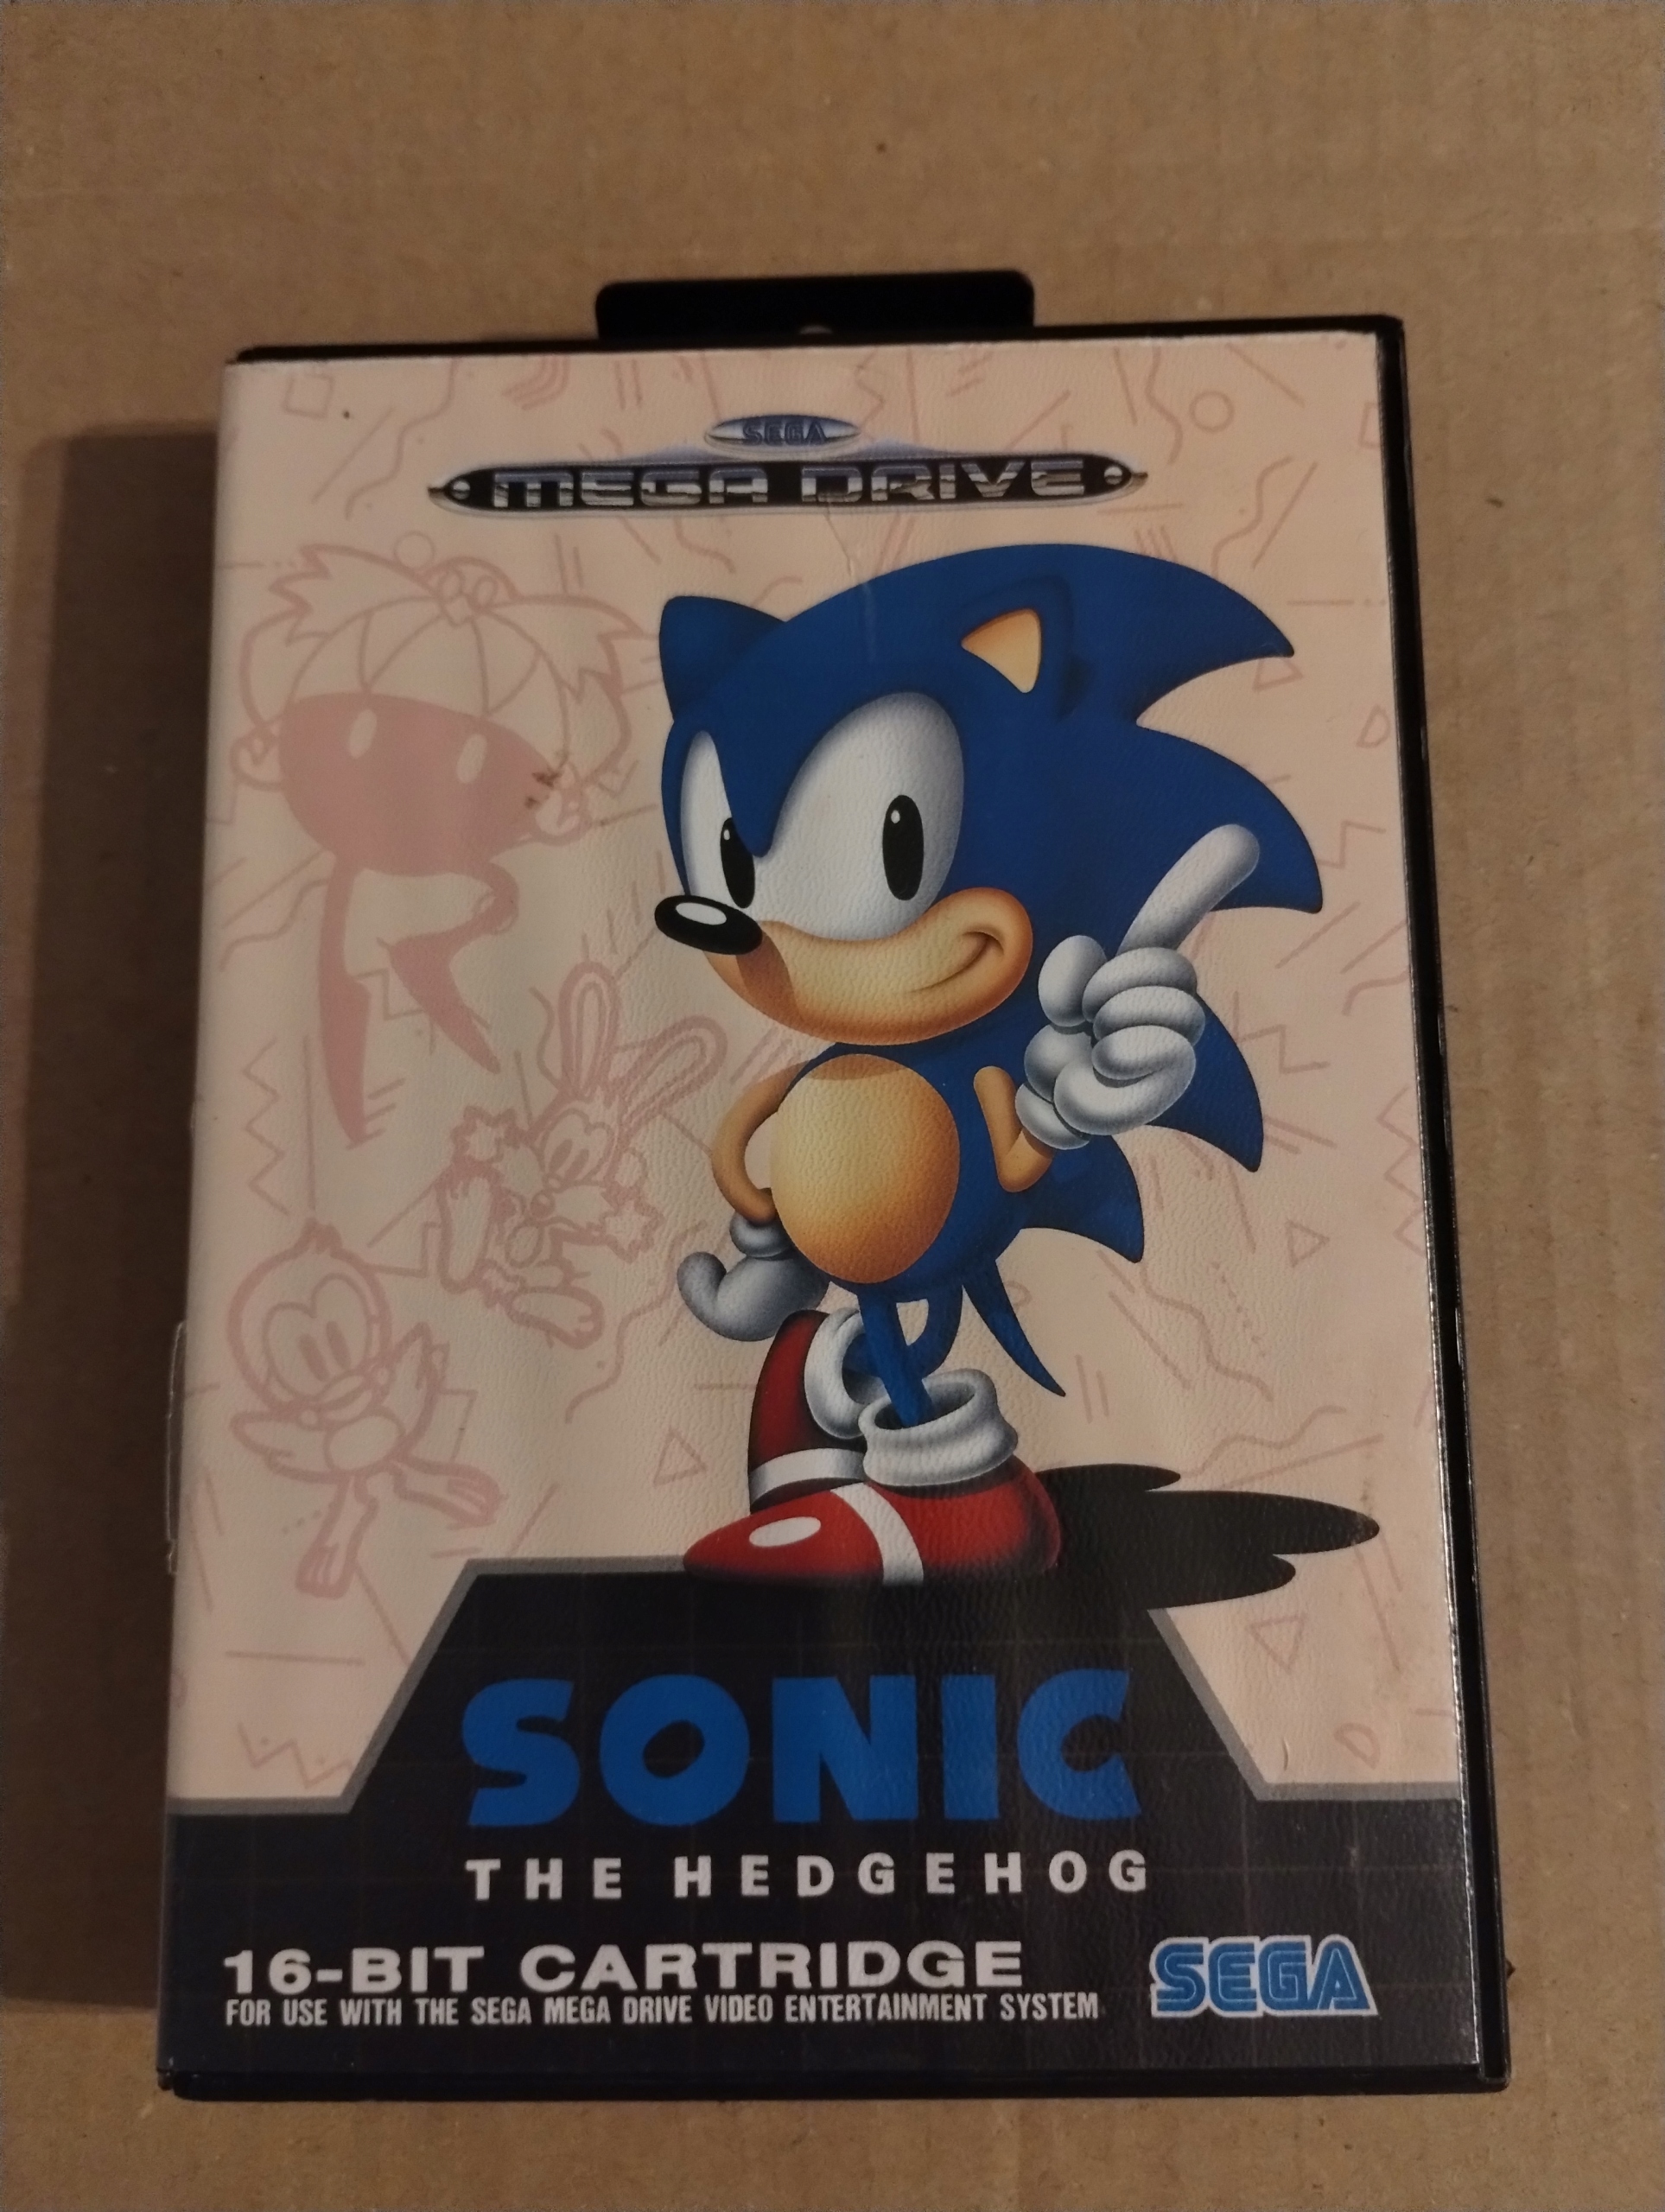 SEGA
MEGA DRIVE
SONIC
THE HEDGEHOG
16-BIT CARTRIDGE
FOR USE WITH THE SEGA MEGA DRIVE VIDEO ENTERTAINMENT SYSTEM
SEGA